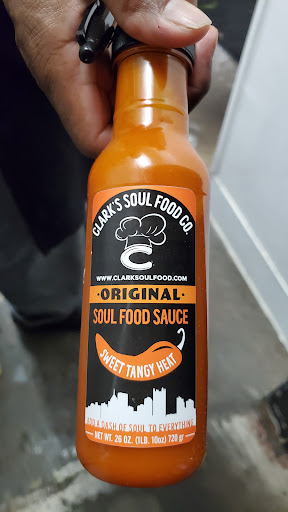 CLARK'S SOUL FOOD CO.
C
WWW.CLARKSOULFOOD.COM
·ORIGINAL·
SOUL FOOD SAUCE
SWEET TANGY HEAT
ADD A DASH OF SOUL TO EVERYTHING
NET WT. 26 OZ. (1LB. 10oz) 728 g